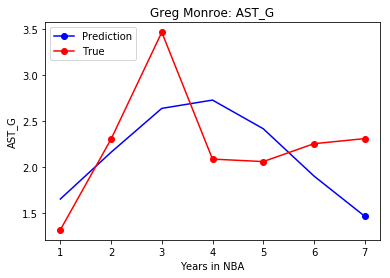 Greg Monroe: AST_G
Prediction
True
3.5
3.0
2.5
2.0
1.5
AST_G
1 2 3 4 5 6 7
Years in NBA